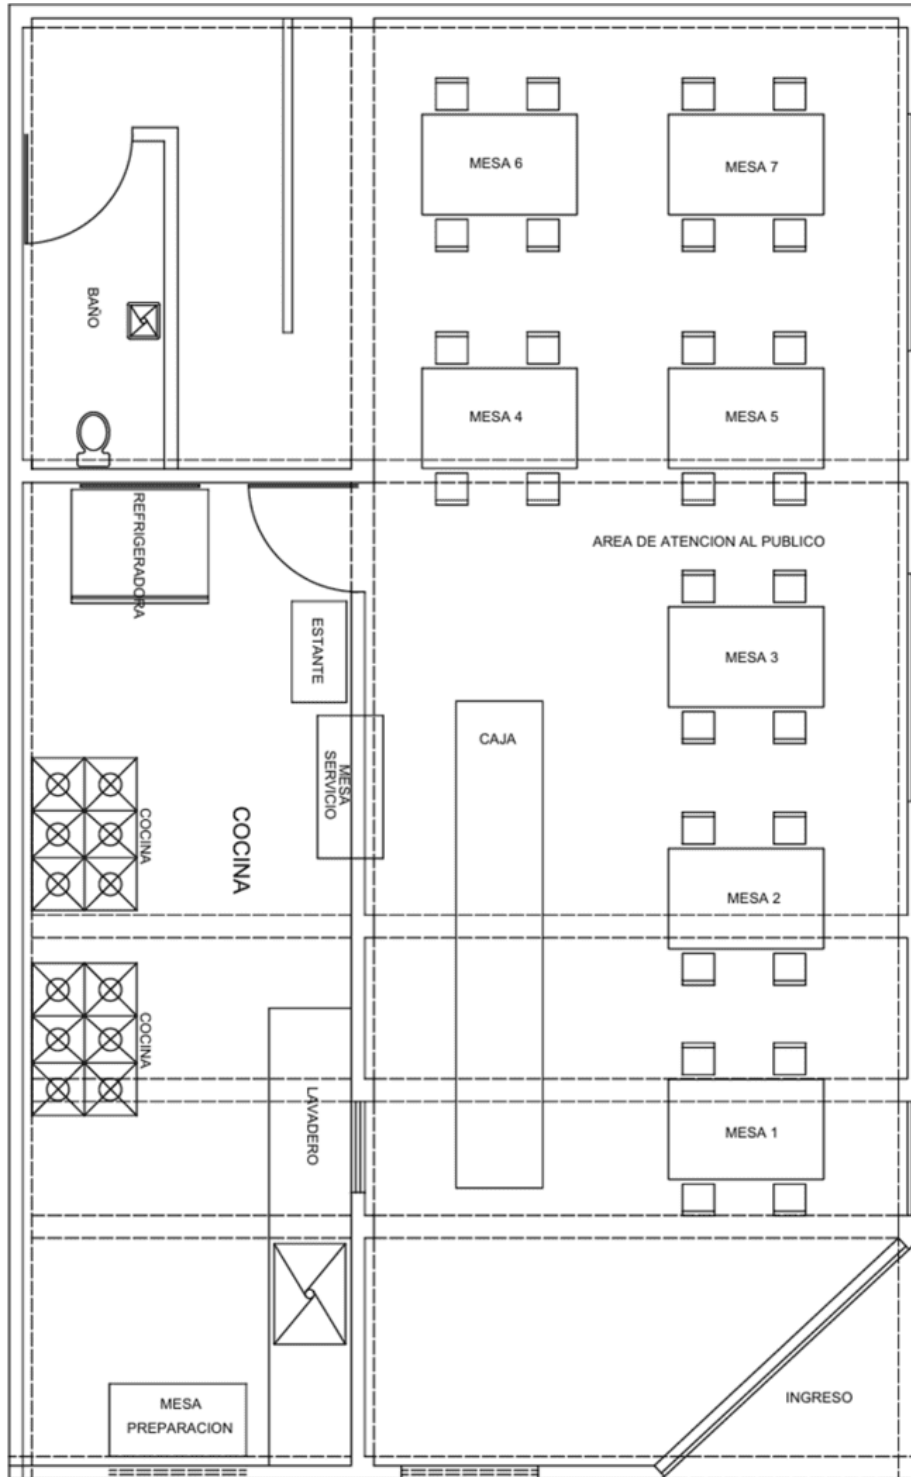 MESA 6
MESA 7
BAÑO
MESA 4
MESA 5
REFRIGERADORA
AREA DE ATENCION AL PUBLICO
ESTANTE
MESA 3
CAJA
MESA
SERVICIO
COCINA
COCINA
MESA 2
COCINA
LAVADERO
MESA 1
INGRESO
MESA
PREPARACION